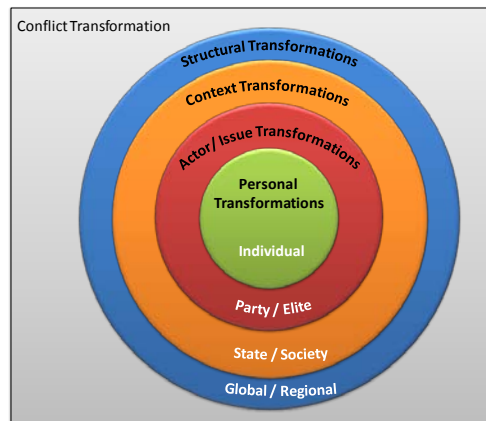 Conflict Transformation
Structural Transformations
Context Transformations
Actor/ Issue Transformations
Personal
Transformations
Individual
Party / Elite
State / Society
Global / Regional